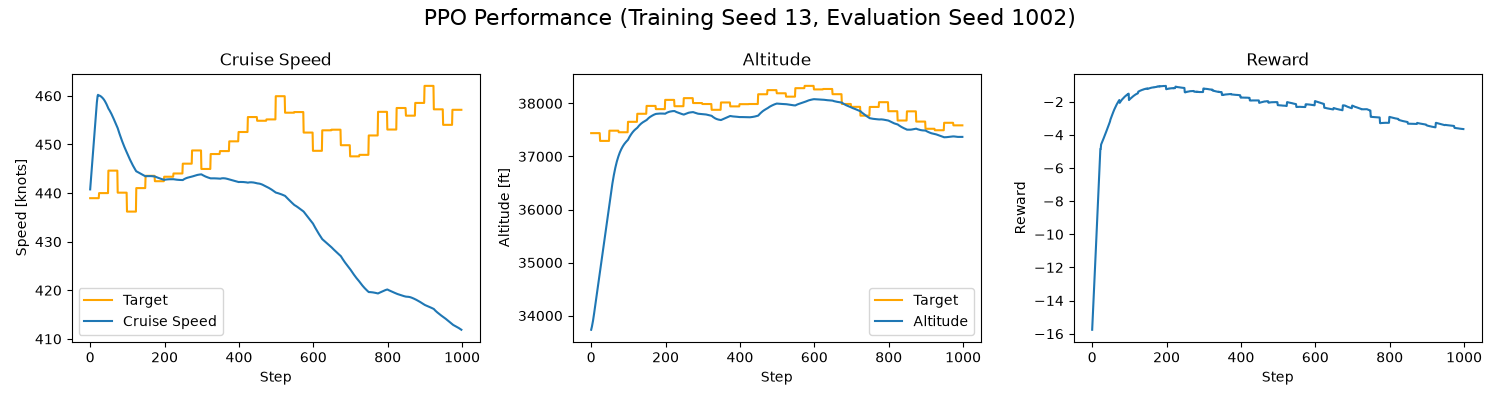 PPO Performance (Training Seed 13, Evaluation Seed 1002)
Cruise Speed
Speed [knots]
460
450
440
430
420
410
Target
Cruise Speed
0 200 400 600 800 1000
Step
Altitude
Altitude [ft]
38000
37000
36000
35000
34000
Target
Altitude
0 200 400 600 800 1000
Step
Reward
Reward
−2
−4
−6
−8
−10
−12
−14
−16
0 200 400 600 800 1000
Step